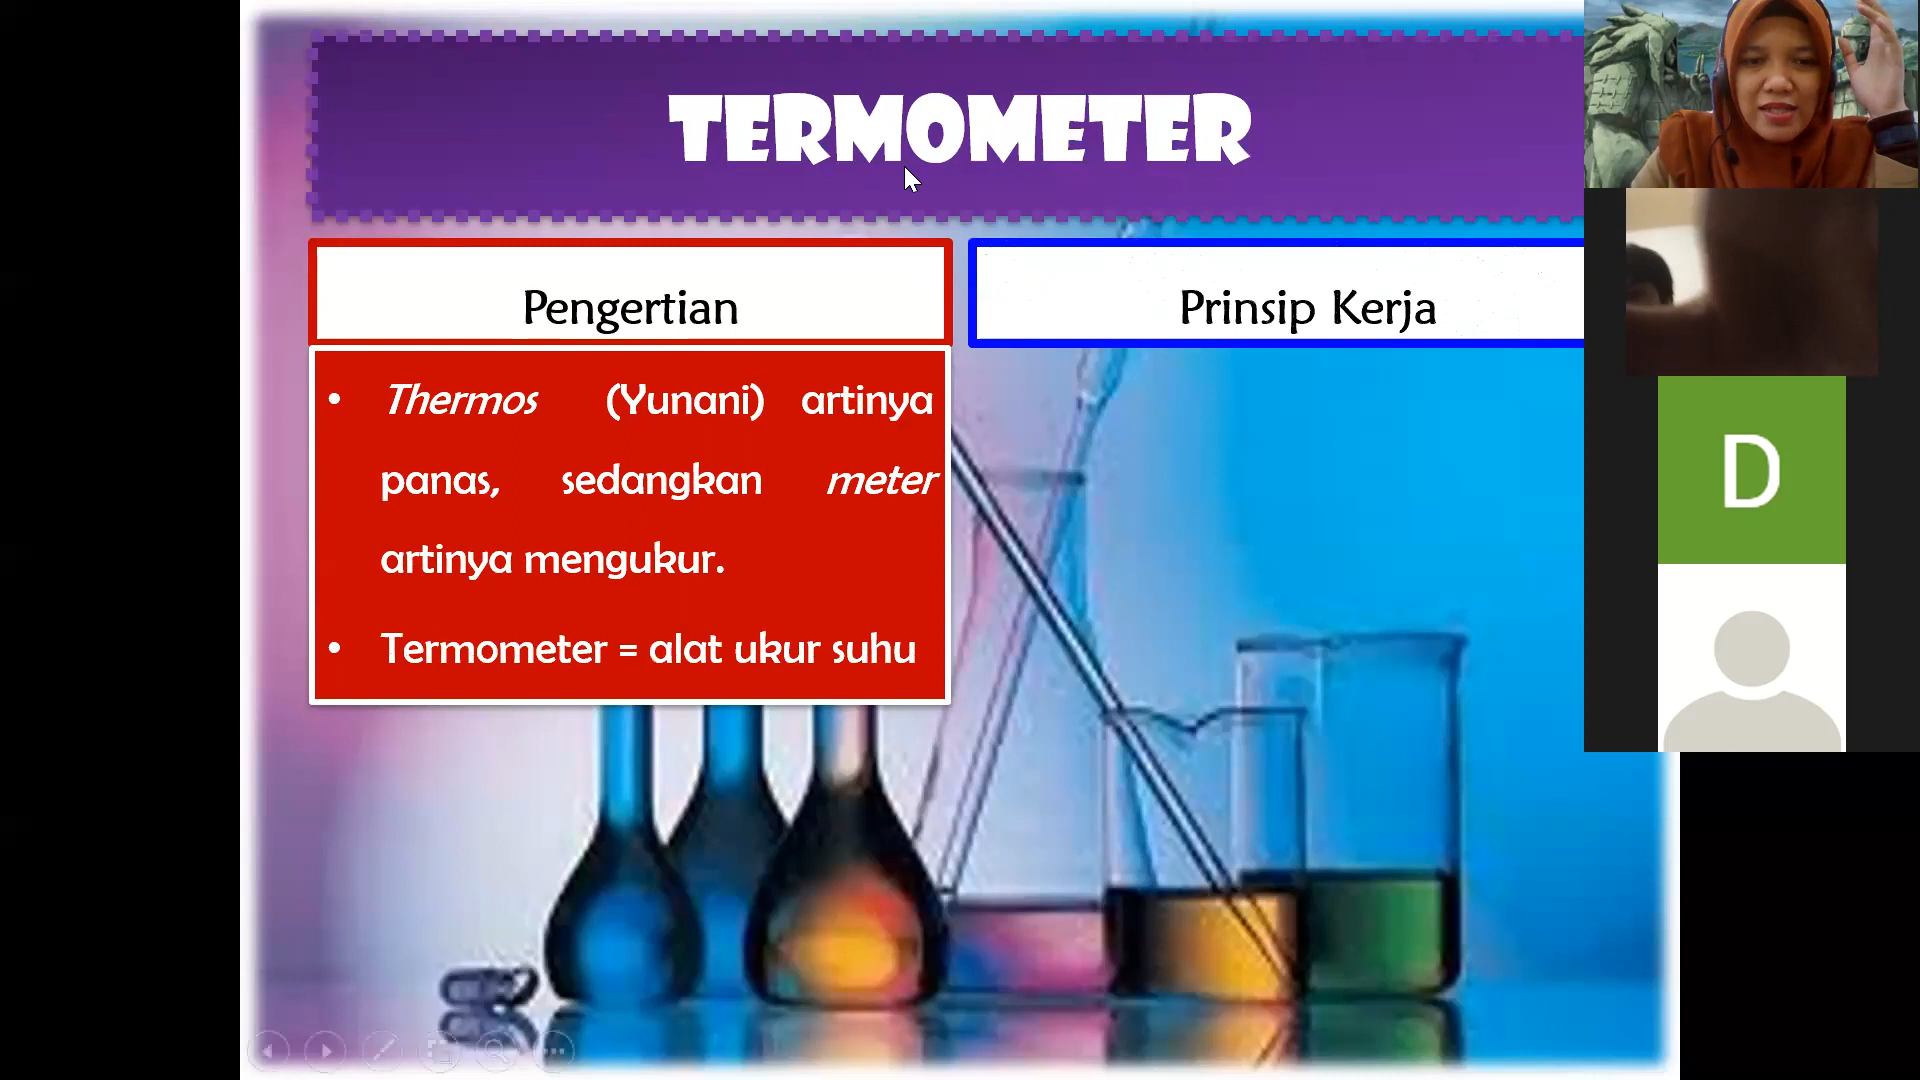 TERMOMETER
Pengertian
Prinsip Kerja
• Thermos (Yunani) artinya
panas, sedangkan meter
artinya mengukur.
• Termometer = alat ukur suhu
D